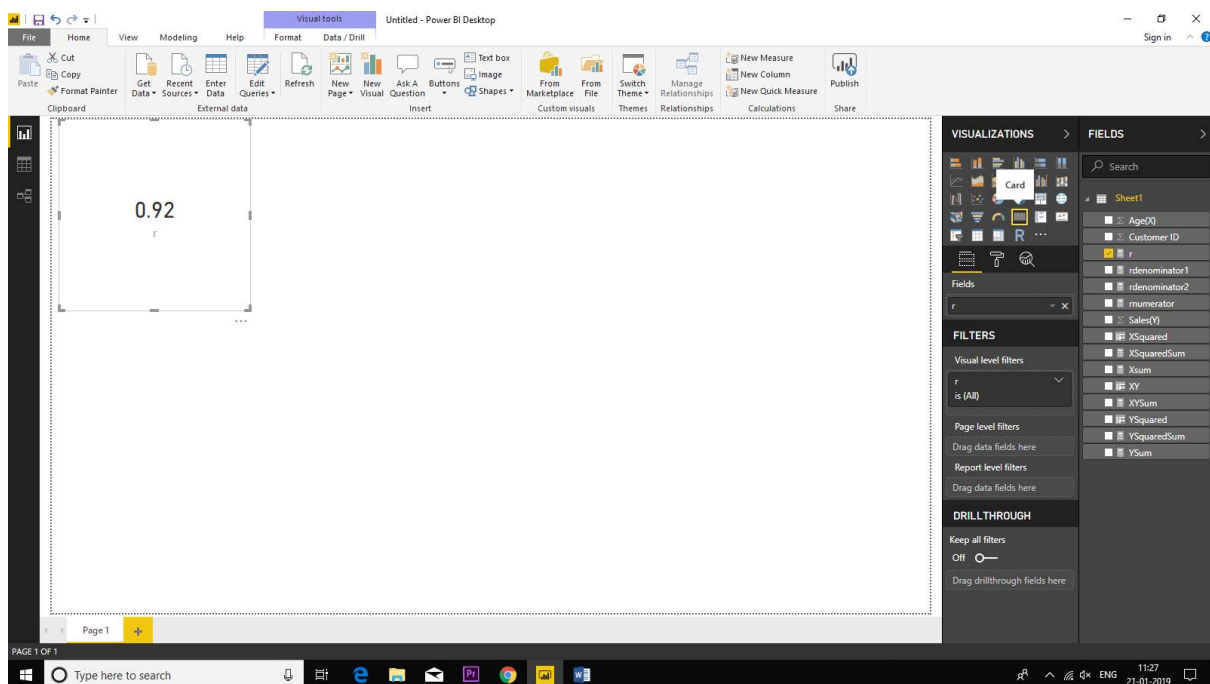 Visual tools
Untitled - Power BI Desktop
File
Home
View
Modeling
Help
Format
Data / Drill
Sign in
Paste
Cut
Copy
Format Painter
Clipboard
Get Data
Recent Sources
Enter Data
Edit Queries
External data
Refresh
New Page
New Visual
Ask A Question
Buttons
Text box
Image
Shapes
Insert
From Marketplace
From File
Custom visuals
Switch Theme
Themes
Manage Relationships
Relationships
New Measure
New Column
New Quick Measure
Calculations
Publish
Share
0.92
r
VISUALIZATIONS
Card
R
Fields
r
FILTERS
Visual level filters
r
is (All)
Page level filters
Drag data fields here
Report level filters
Drag data fields here
DRILLTHROUGH
Keep all filters
Off
Drag drillthrough fields here
FIELDS
Search
Sheet1
Age(X)
Customer ID
r
rdenominator1
rdenominator2
rnumerator
Sales(Y)
XSquared
XSquaredSum
Xsum
XY
XYSum
YSquared
YSquaredSum
YSum
Page 1
PAGE 1 OF 1
Type here to search
Pr
ENG
11:27
21-01-2019